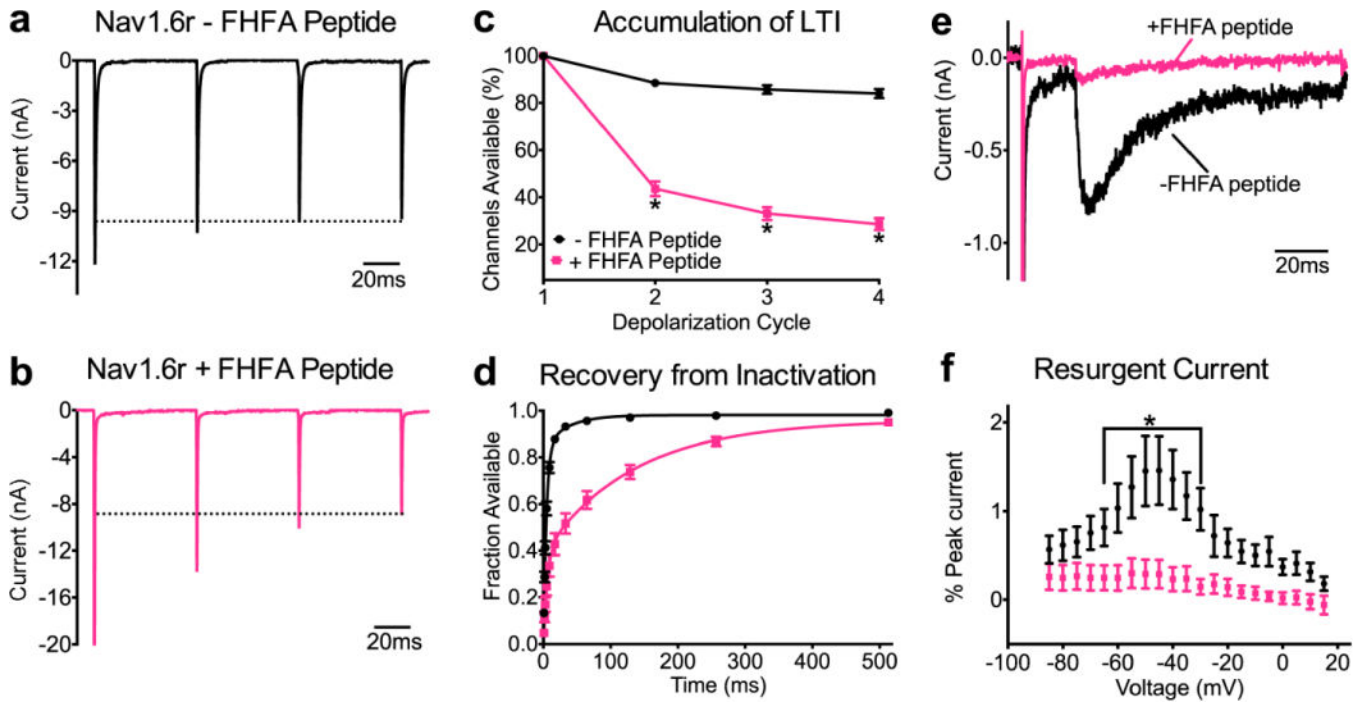 a Nav1.6r - FHFA Peptide
Current (nA)
0
-3
-6
-9
-12
20ms
b Nav1.6r + FHFA Peptide
Current (nA)
0
-4
-8
-12
-16
-20
20ms
c Accumulation of LTI
Channels Available (%)
100
80
60
40
20
* * *
- FHFA Peptide
+ FHFA Peptide
1 2 3 4
Depolarization Cycle
d Recovery from Inactivation
Fraction Available
1.0
0.8
0.6
0.4
0.2
0.0
0 100 200 300 400 500
Time (ms)
e
+FHFA peptide
Current (nA)
0.0
-0.5
-1.0
-FHFA peptide
20ms
f Resurgent Current
% Peak current
2
1
0
*
-100 -80 -60 -40 -20 0 20
Voltage (mV)